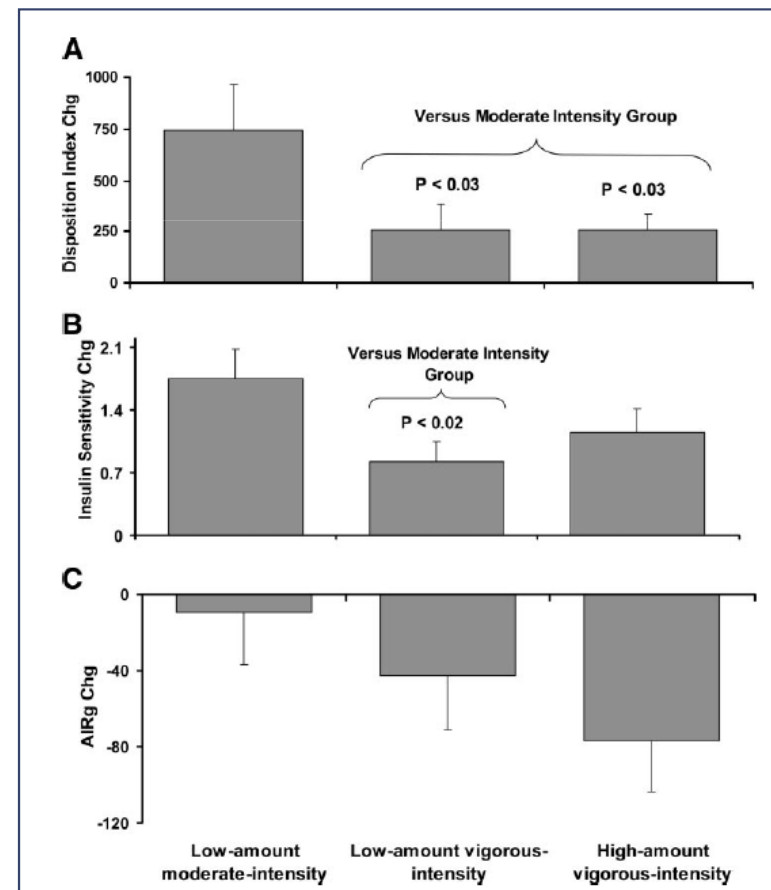 A
1000
750
500
250
0
Disposition Index Chg
Versus Moderate Intensity Group
P < 0.03
P < 0.03
B
2.1
1.4
0.7
0
Insulin Sensitivity Chg
Versus Moderate Intensity
Group
P < 0.02
C
0
-40
-80
-120
AIRg Chg
Low-amount
moderate-intensity
Low-amount vigorous-
intensity
High-amount
vigorous-intensity